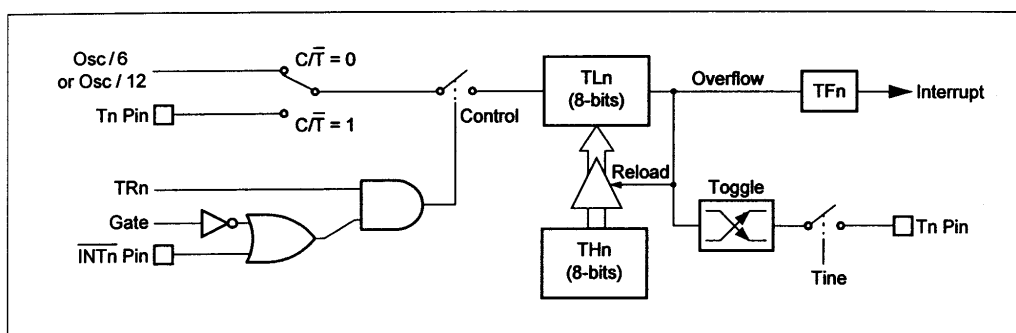 Osc/6
or Osc/12
C/T̅ = 0
Tn Pin
C/T̅ = 1
Control
TLn
(8-bits)
Overflow
TFn
Interrupt
TRn
Gate
I̅N̅T̅n̅ Pin
Reload
THn
(8-bits)
Toggle
Tn Pin
Tine